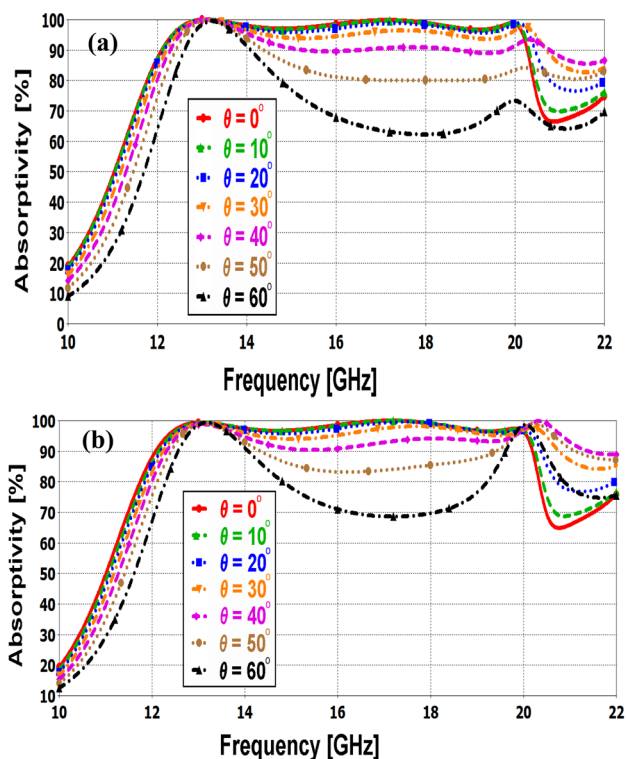 (a)
Absorptivity [%]
100
90
80
70
60
50
40
30
20
10
0
θ = 0°
θ = 10°
θ = 20°
θ = 30°
θ = 40°
θ = 50°
θ = 60°
10 12 14 16 18 20 22
Frequency [GHz]
(b)
Absorptivity [%]
100
90
80
70
60
50
40
30
20
10
θ = 0°
θ = 10°
θ = 20°
θ = 30°
θ = 40°
θ = 50°
θ = 60°
10 12 14 16 18 20 22
Frequency [GHz]